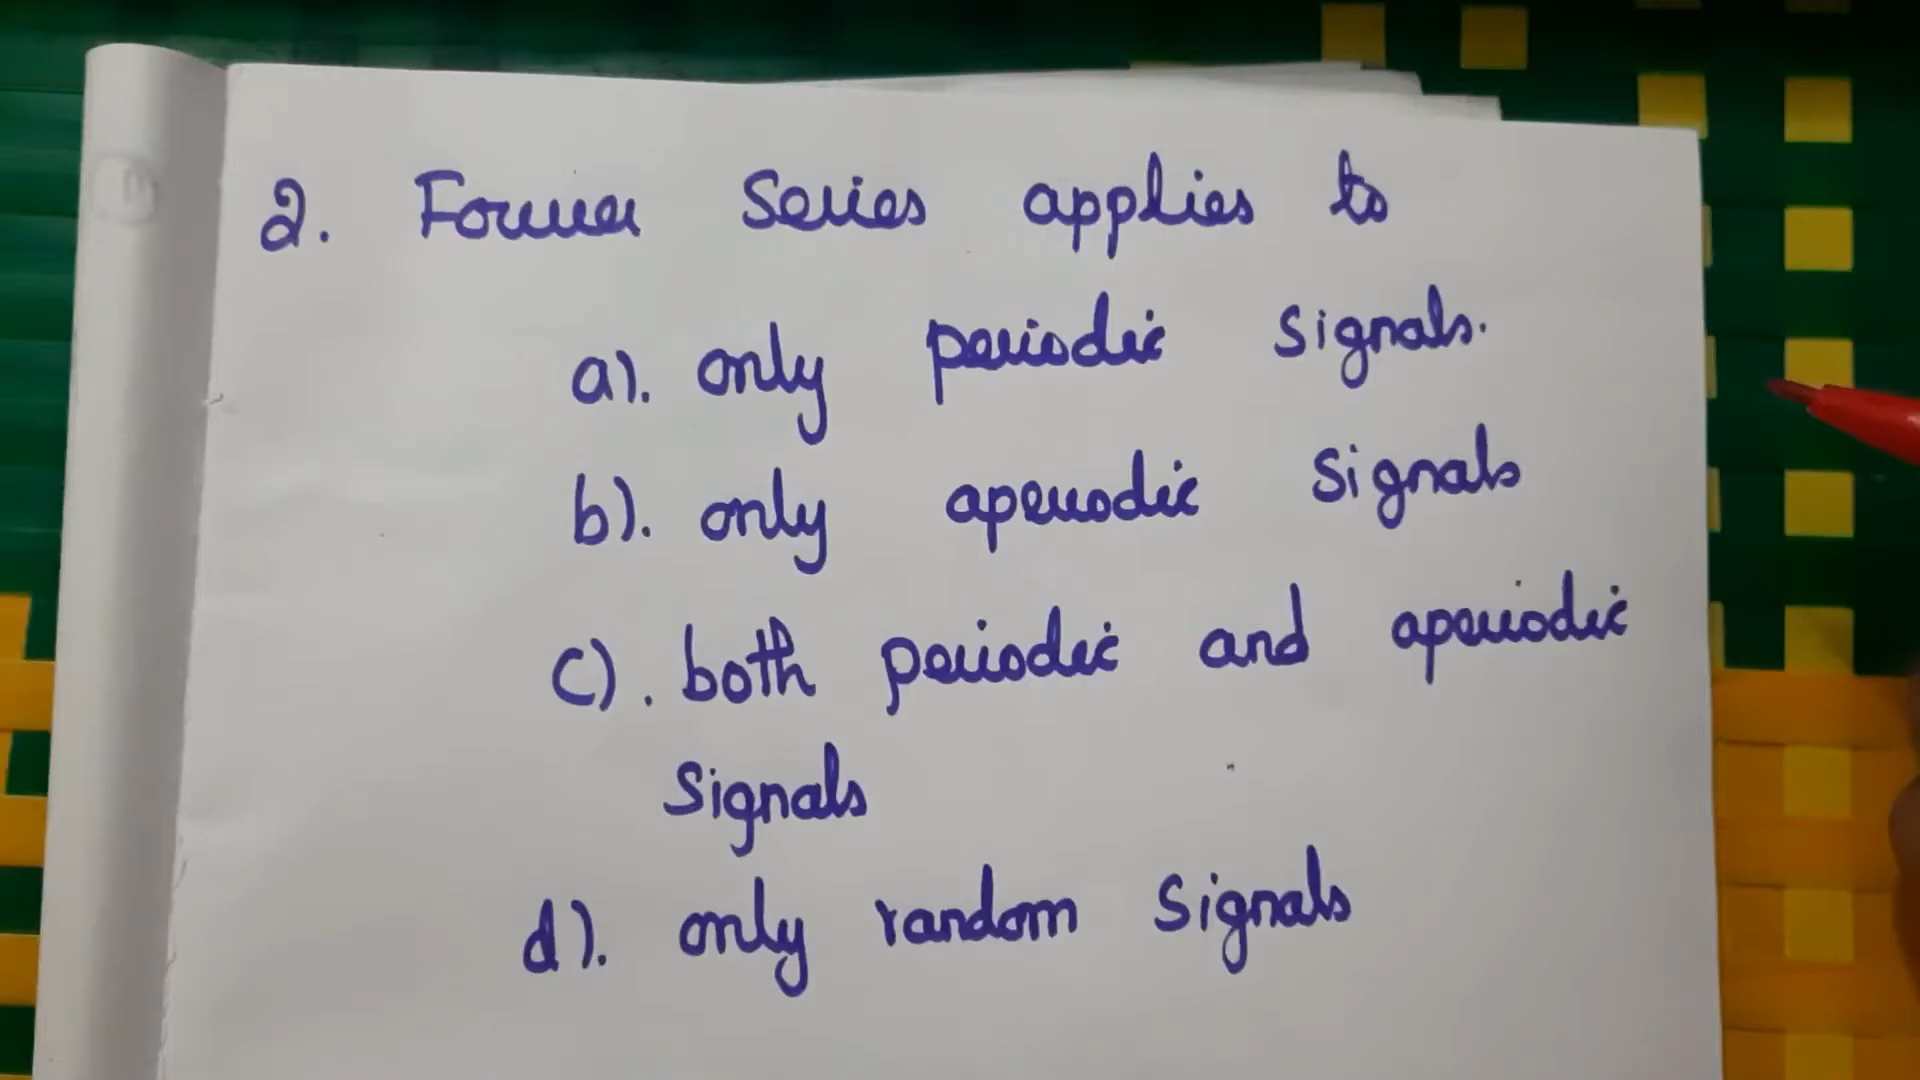 2. Fourier Series applies to
a). only periodic signals.
b). only aperiodic signals
c). both periodic and aperiodic
signals
d). only random signals